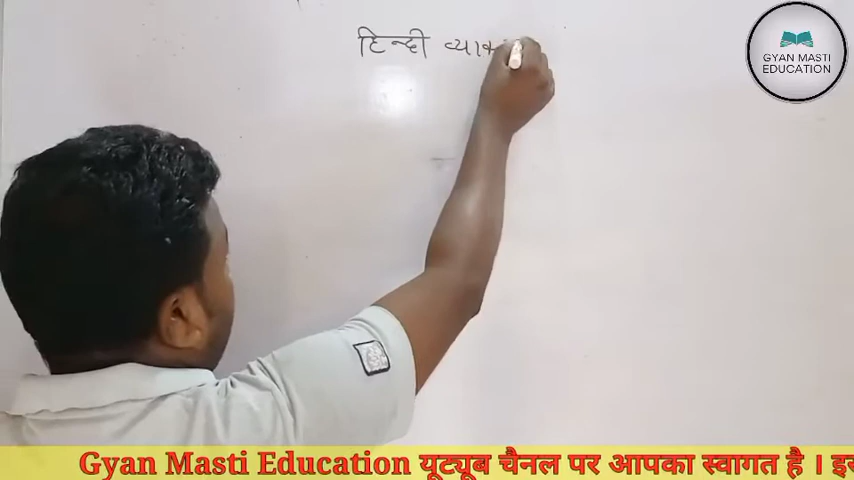 हिन्दी
GYAN MASTI
EDUCATION
Gyan Masti Education यूट्यूब चैनल पर आपका स्वागत है ।